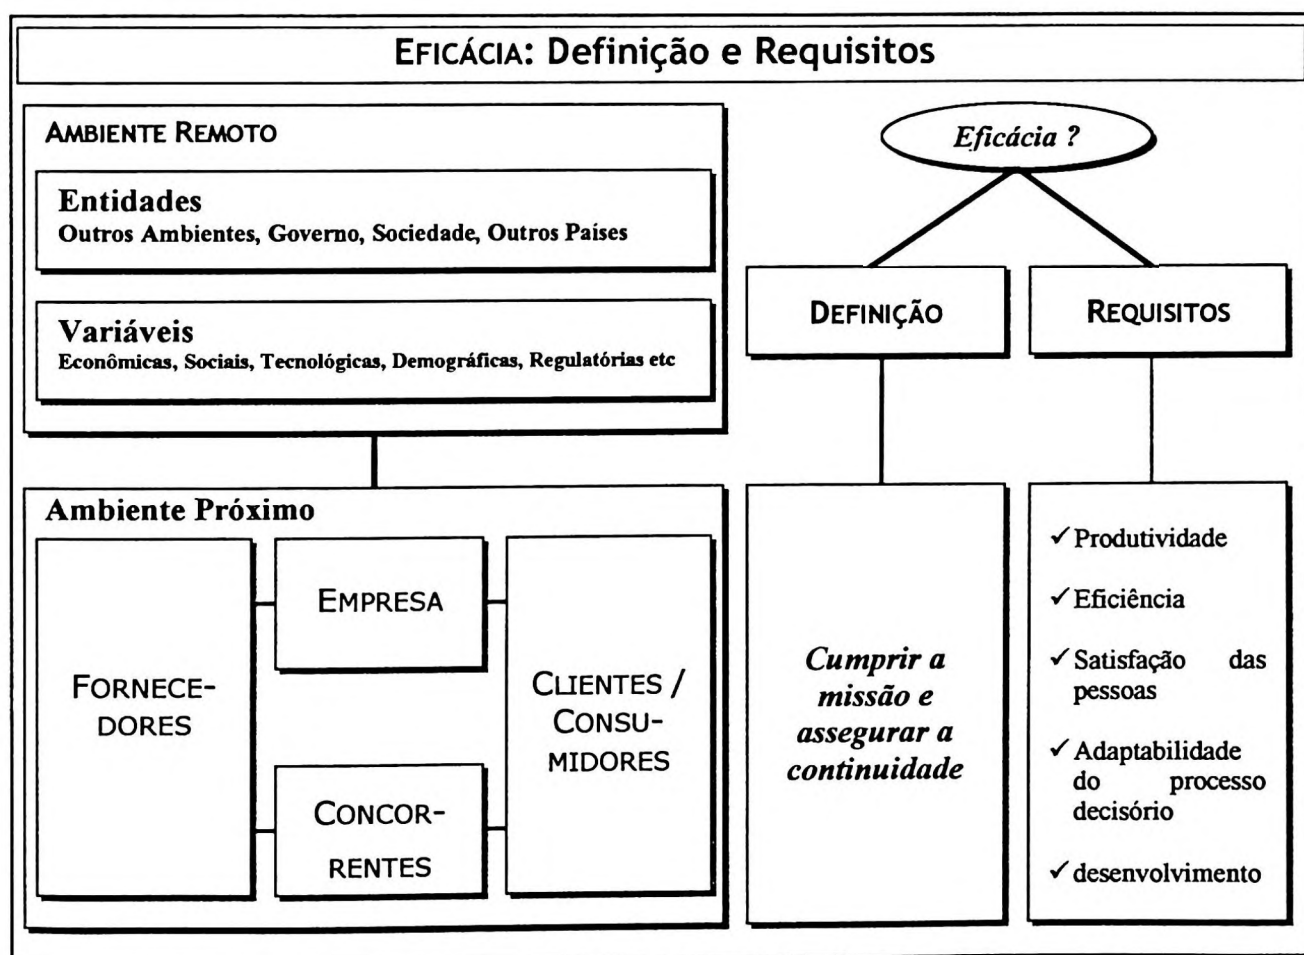 EFICÁCIA: Definição e Requisitos
AMBIENTE REMOTO
Entidades
Outros Ambientes, Governo, Sociedade, Outros Países
Variáveis
Econômicas, Sociais, Tecnológicas, Demográficas, Regulatórias etc
Ambiente Próximo
FORNECE-
DORES
EMPRESA
CONCOR-
RENTES
CLIENTES /
CONSU-
MIDORES
Eficácia ?
DEFINIÇÃO
Cumprir a
missão e
assegurar a
continuidade
REQUISITOS
✓ Produtividade
✓ Eficiência
✓ Satisfação das
pessoas
✓ Adaptabilidade
do processo
decisório
✓ desenvolvimento